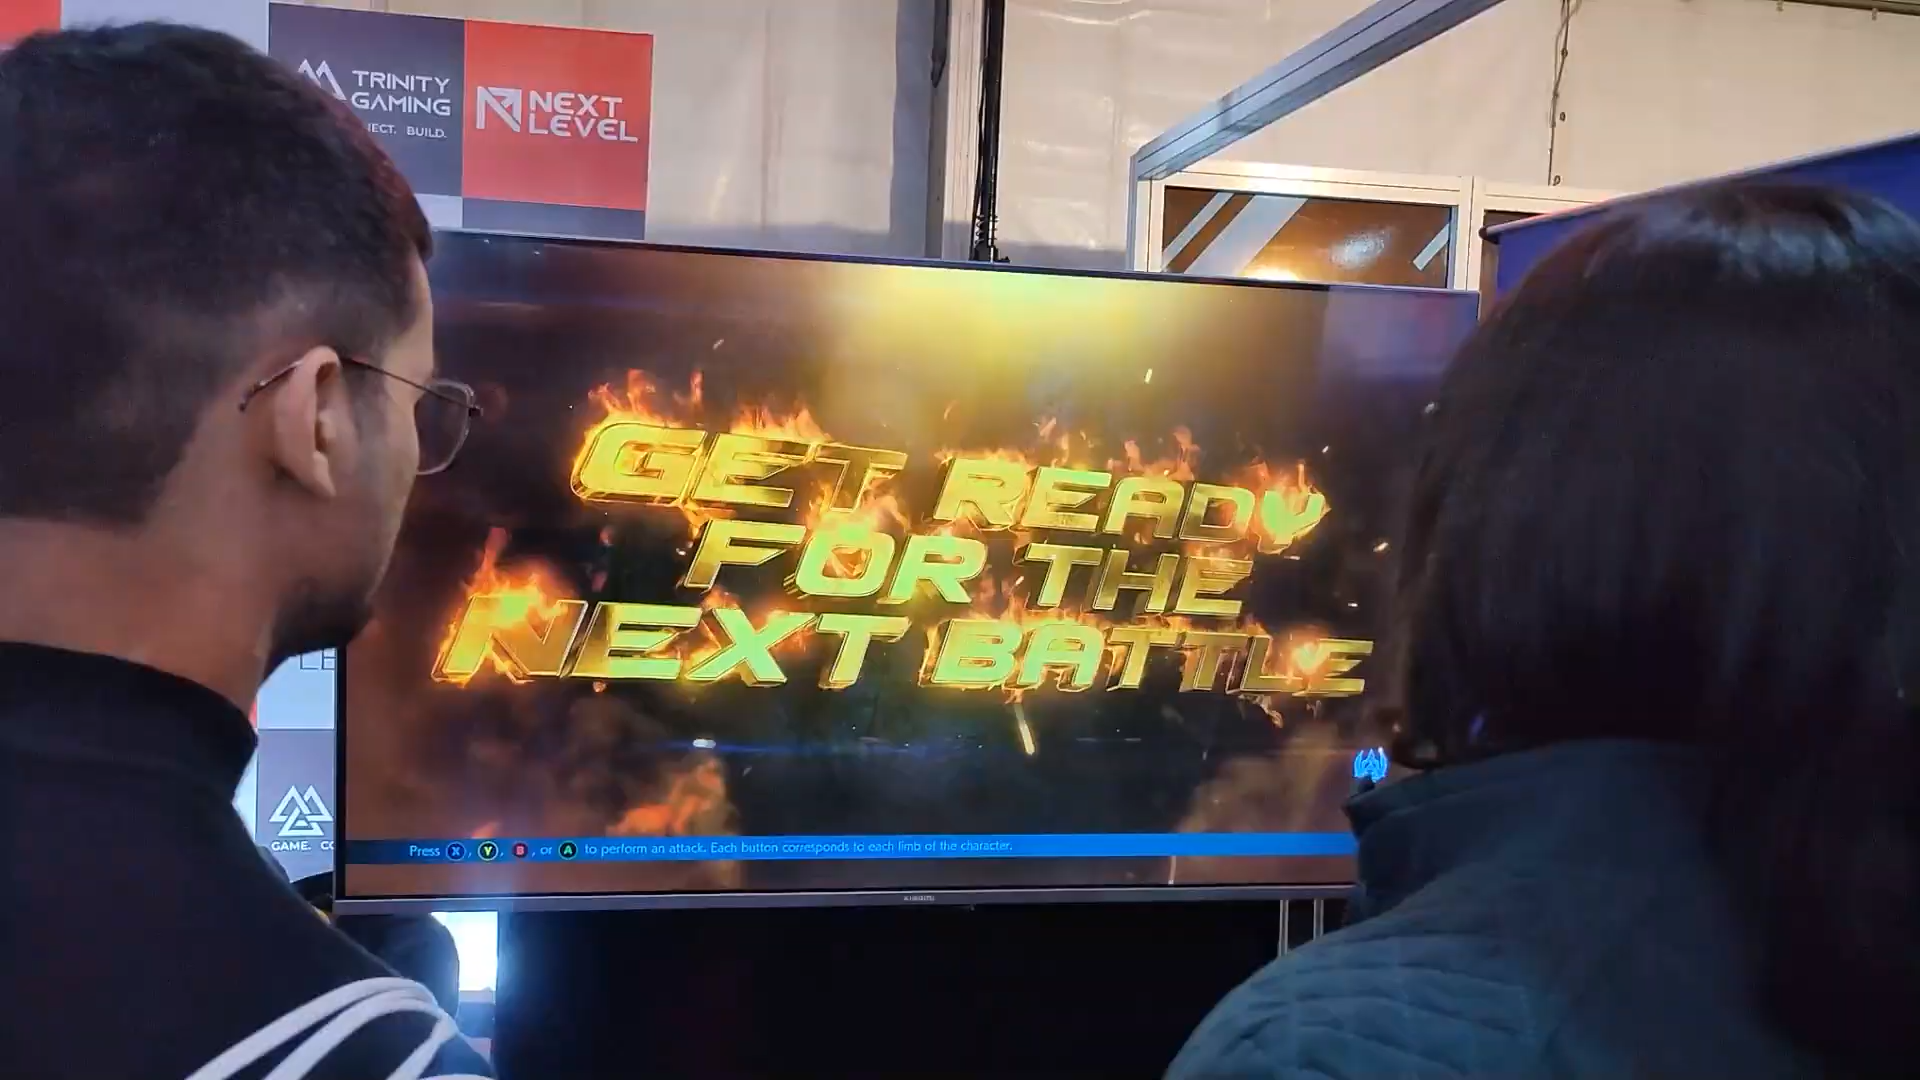 TRINITY
GAMING
BUILD.
NEXT
LEVEL
GET READY
FOR THE
NEXT BATTLE
Press X, Y, B, or A to perform an attack. Each button corresponds to each limb of the character.
GAME.
XIAOMI